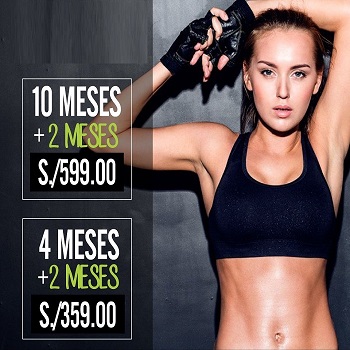 10 MESES
+ 2 MESES
S./599.00
4 MESES
+2 MESES
S./359.00